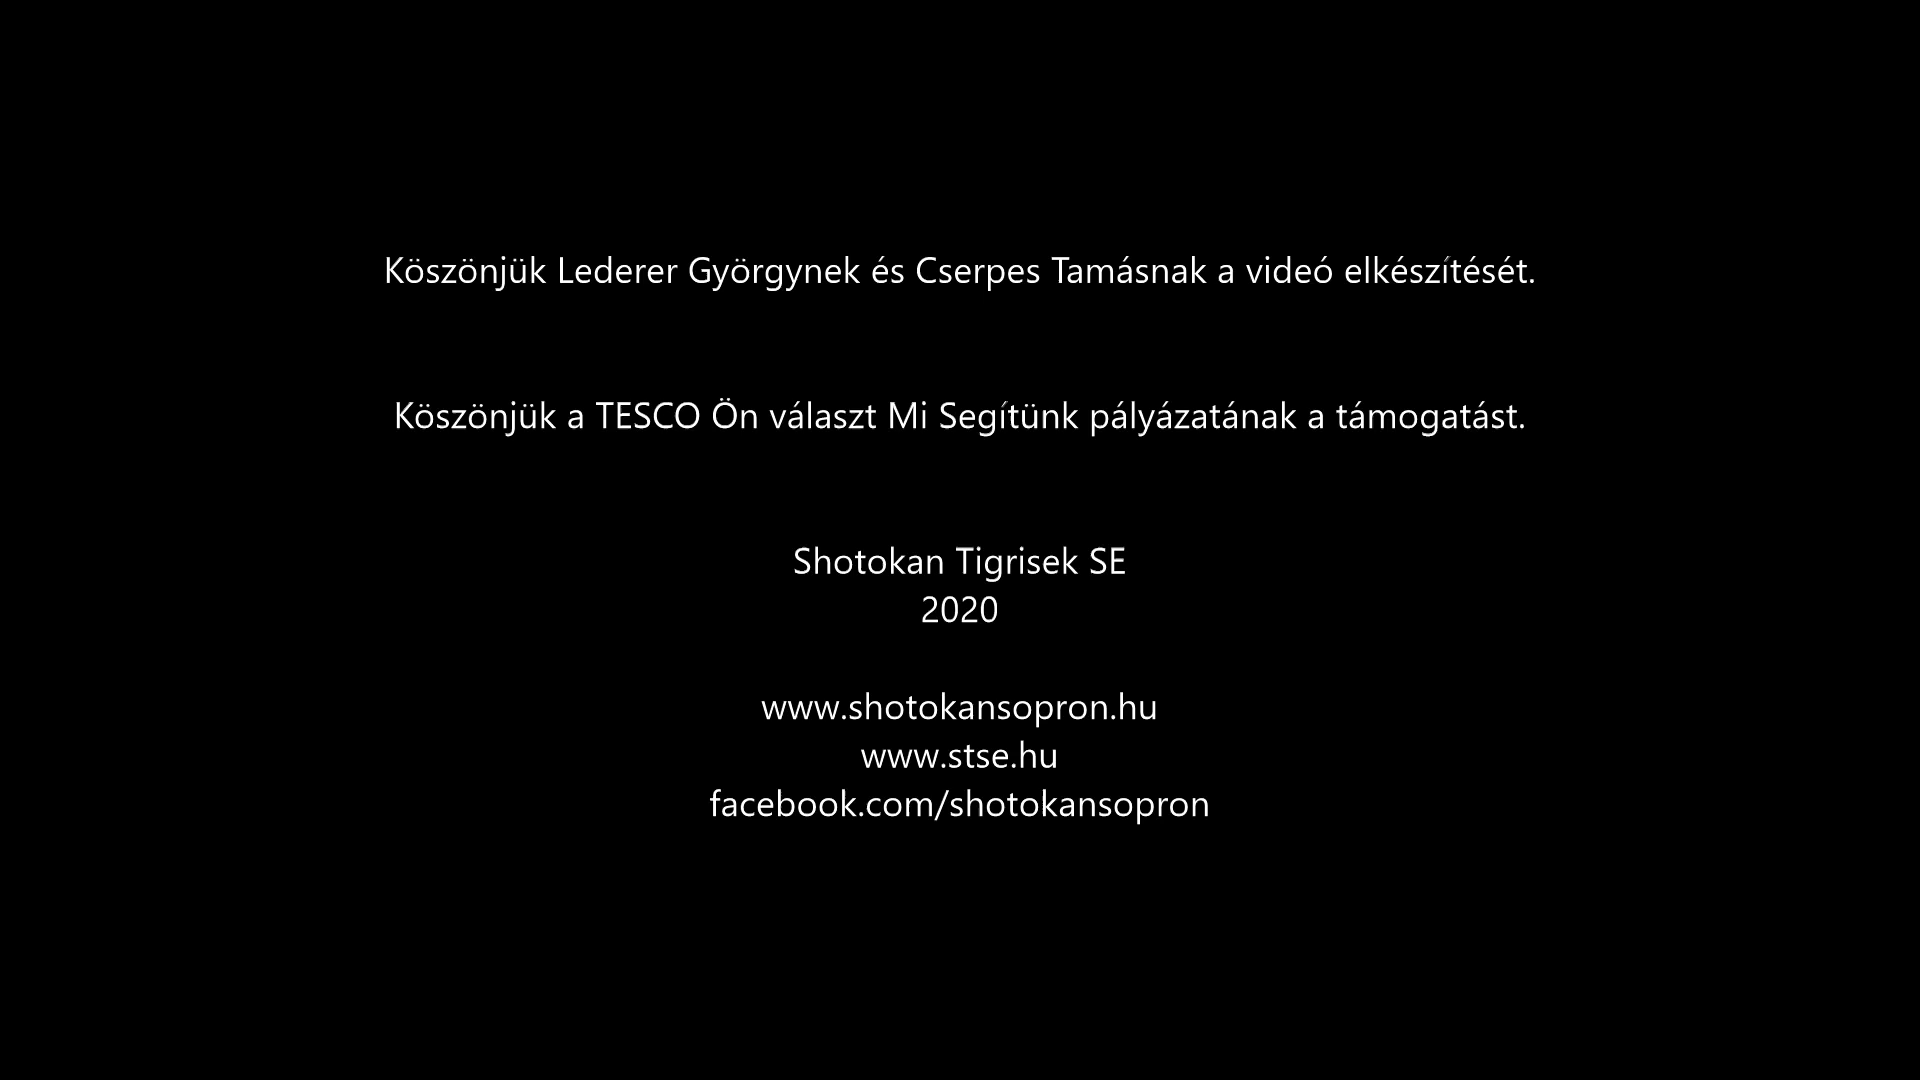 Köszönjük Lederer Györgynek és Cserpes Tamásnak a videó elkészítését.
Köszönjük a TESCO Ön választ Mi Segítünk pályázatának a támogatást.
Shotokan Tigrisek SE
2020
www.shotokansopron.hu
www.stse.hu
facebook.com/shotokansopron